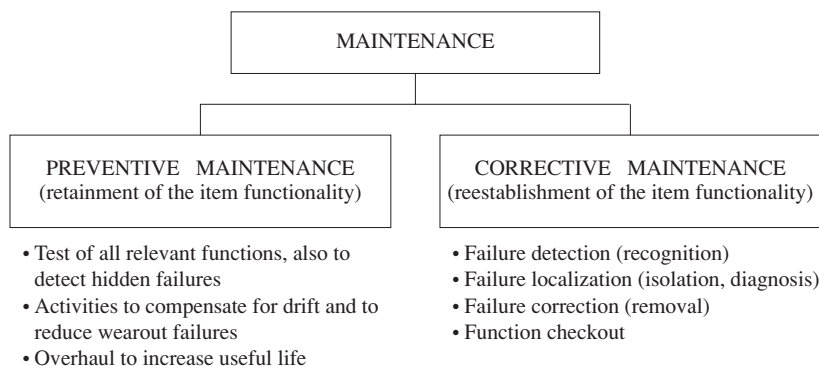 MAINTENANCE
PREVENTIVE MAINTENANCE
(retainment of the item functionality)
• Test of all relevant functions, also to
detect hidden failures
• Activities to compensate for drift and to
reduce wearout failures
• Overhaul to increase useful life
CORRECTIVE MAINTENANCE
(reestablishment of the item functionality)
• Failure detection (recognition)
• Failure localization (isolation, diagnosis)
• Failure correction (removal)
• Function checkout